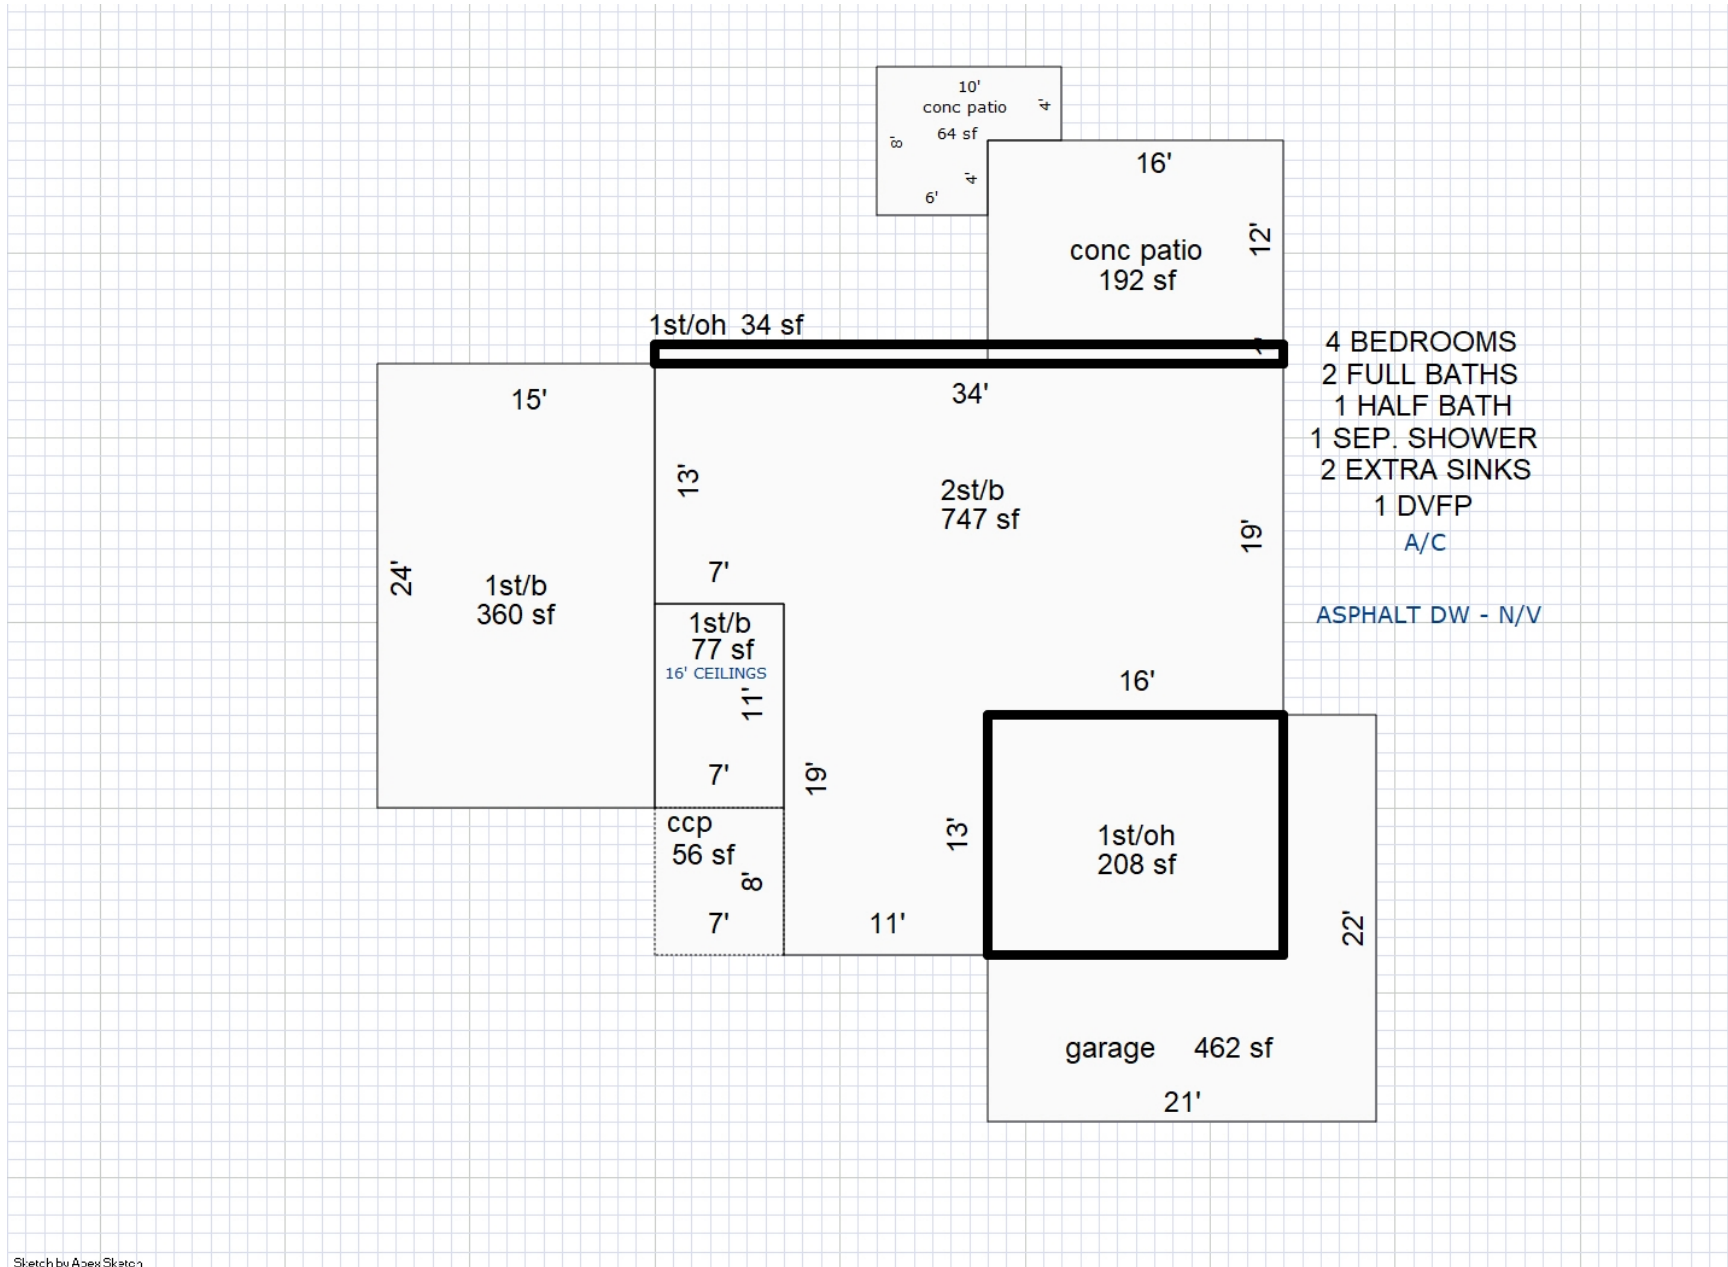 10'
conc patio
4'
64 sf
8'
4'
6'
16'
12'
conc patio
192 sf
1st/oh 34 sf
15'
34'
13'
2st/b
747 sf
19'
24'
1st/b
360 sf
7'
1st/b
77 sf
16' CEILINGS
11'
7'
16'
19'
13'
ccp
56 sf
8'
7'
11'
1st/oh
208 sf
22'
garage 462 sf
21'
4 BEDROOMS
2 FULL BATHS
1 HALF BATH
1 SEP. SHOWER
2 EXTRA SINKS
1 DVFP
A/C
ASPHALT DW - N/V
Sketch by Apex Sketch